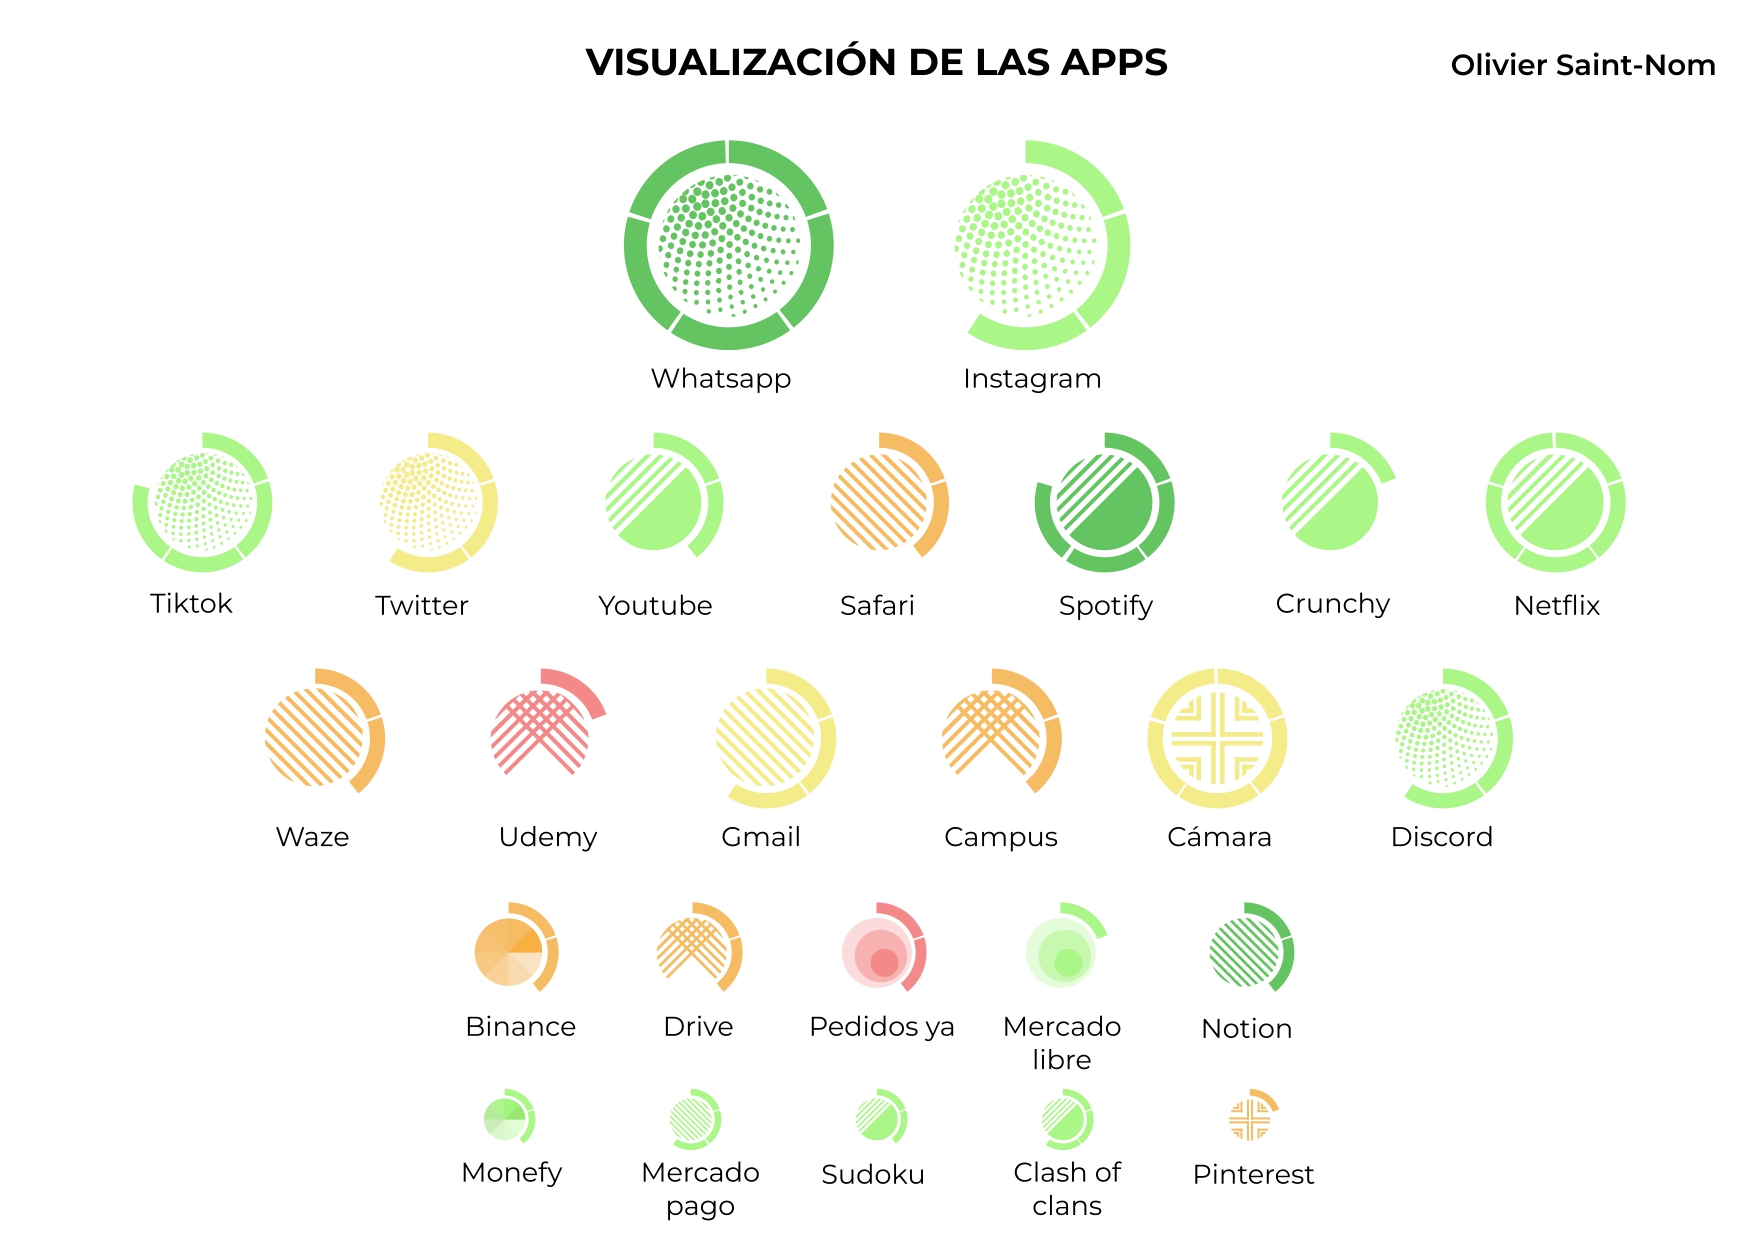 VISUALIZACIÓN DE LAS APPS
Olivier Saint-Nom
Whatsapp
Instagram
Tiktok
Twitter
Youtube
Safari
Spotify
Crunchy
Netflix
Waze
Udemy
Gmail
Campus
Cámara
Discord
Binance
Drive
Pedidos ya
Mercado
libre
Notion
Monefy
Mercado
pago
Sudoku
Clash of
clans
Pinterest